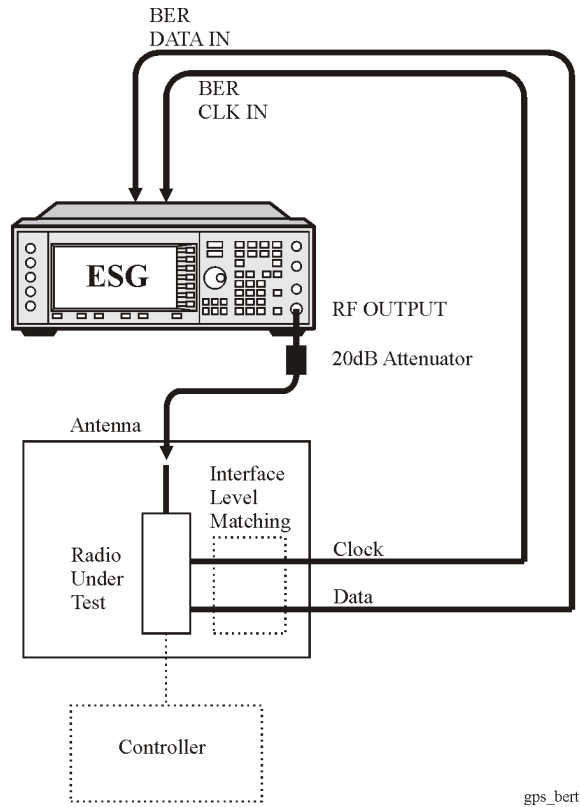 BER
DATA IN
BER
CLK IN
ESG
RF OUTPUT
20dB Attenuator
Antenna
Interface
Level
Matching
Radio
Under
Test
Clock
Data
Controller
gps_bert